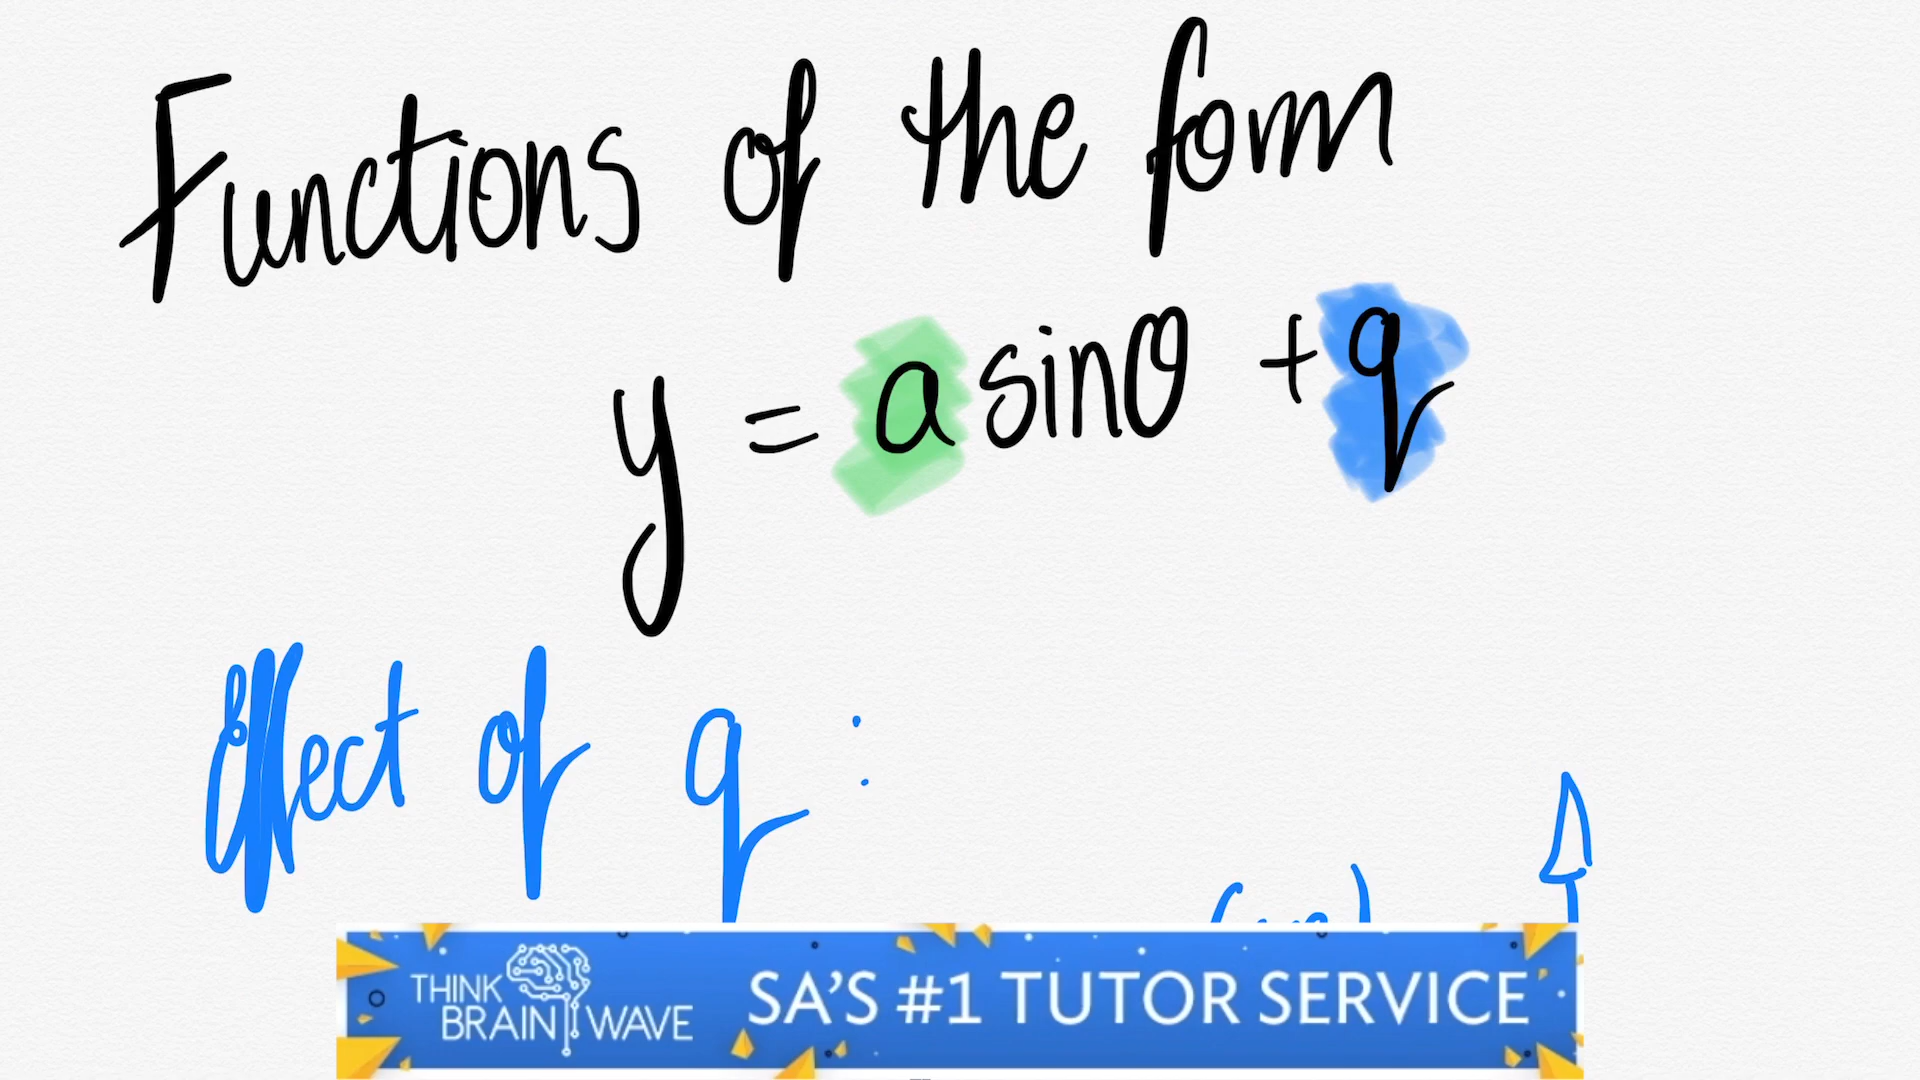 Functions of the form
y = a sinθ + q
Effect of q :
THINK
BRAIN WAVE
SA'S #1 TUTOR SERVICE